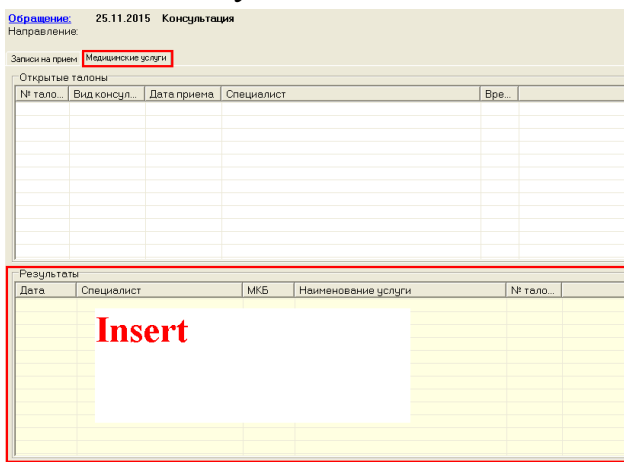 Обращение: 25.11.2015 Консультация
Направление:
Записи на прием Медицинские услуги
Открытые талоны
№ тало... Вид консул... Дата приема Специалист Вре...
Результаты
Дата Специалист МКБ Наименование услуги № тало...
Insert